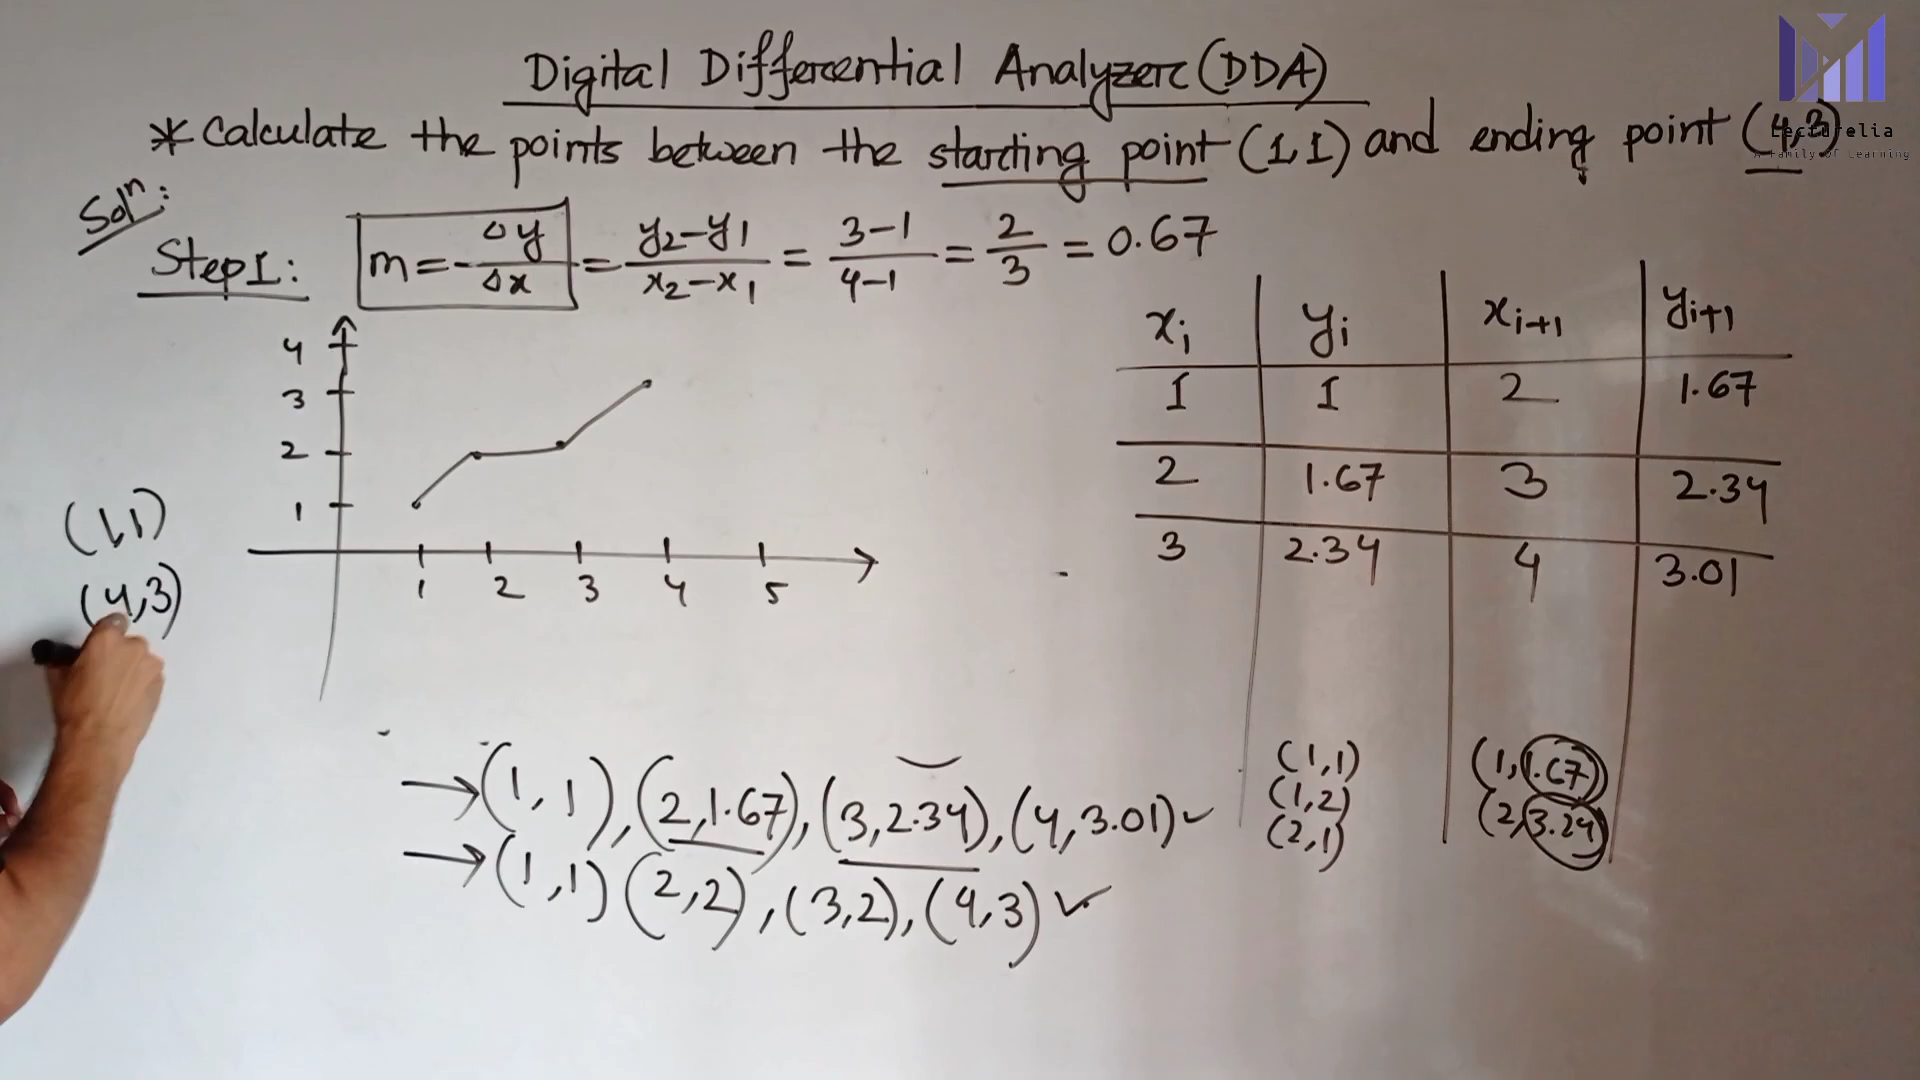 Digital Differential Analyzer (DDA)
* Calculate the points between the starting point (1,1) and ending point (4,3)
Lecturelia
A Family Of Learning
Solⁿ:
Step1: m = Δy/Δx = y₂-y₁/x₂-x₁ = 3-1/4-1 = 2/3 = 0.67
xᵢ yᵢ xᵢ₊₁ yᵢ₊₁
1 1 2 1.67
2 1.67 3 2.34
3 2.34 4 3.01
4
3
2
1
1 2 3 4 5
(1,1)
(4,3)
→ (1,1), (2,1.67), (3,2.34), (4,3.01) ✓
→ (1,1) (2,2), (3,2), (4,3) ✓
(1,1)
(1,2)
(2,1)
(1,1.67)
(2,3.24)